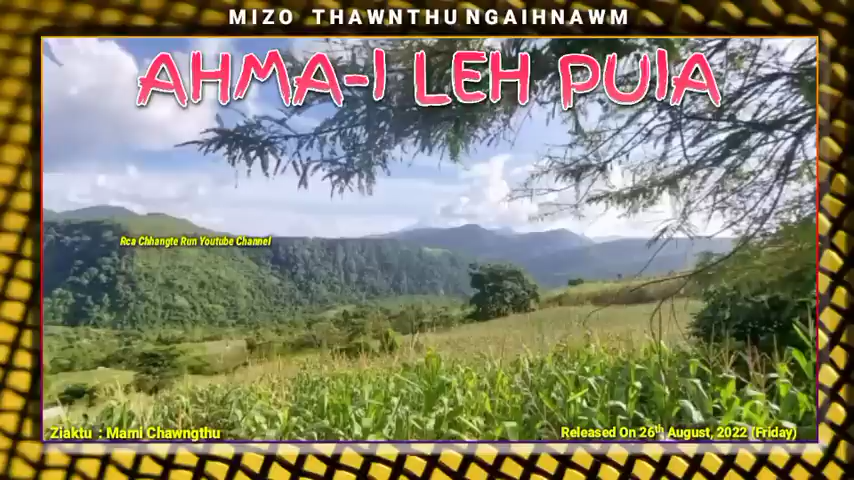 MIZO THAWNTHU NGAIHNAWM
AHMA-I LEH PUIA
Rca Chhangte Run Youtube Channel
Ziaktu : Mami Chawngthu
Released On 26th August, 2022 (Friday)